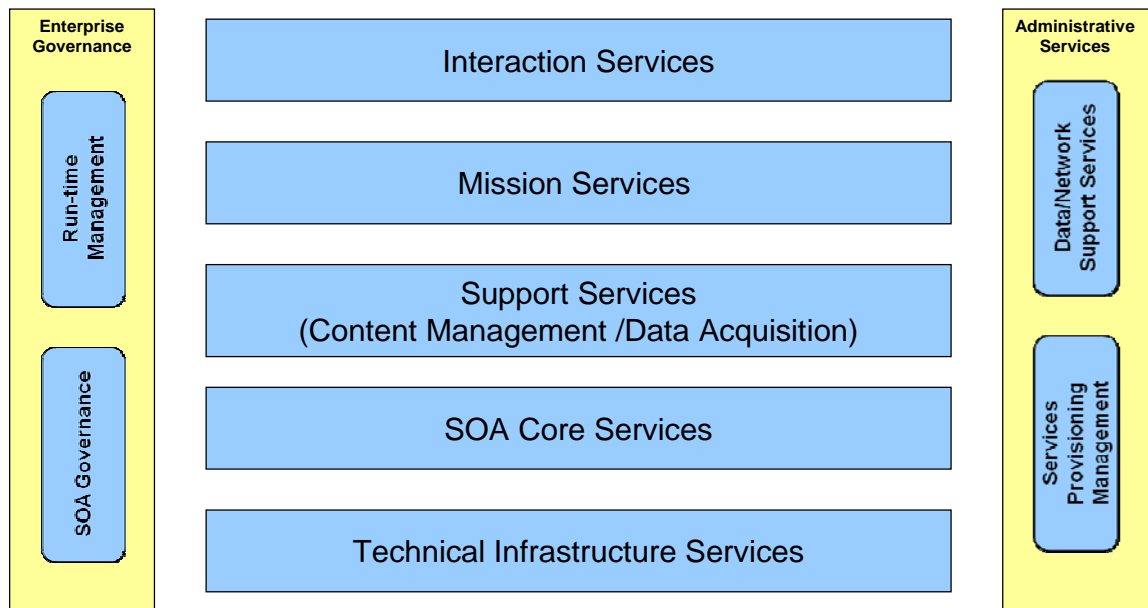 Enterprise
Governance
Run-time
Management
SOA Governance
Interaction Services
Mission Services
Support Services
(Content Management /Data Acquisition)
SOA Core Services
Technical Infrastructure Services
Administrative
Services
Data/Network
Support Services
Services
Provisioning
Management